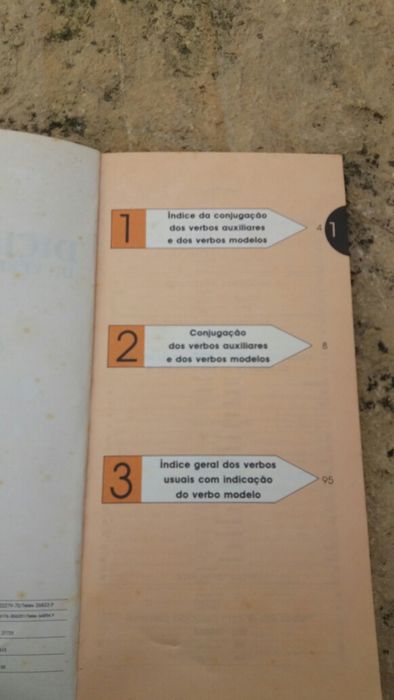 1
Índice da conjugação
dos verbos auxiliares
e dos verbos modelos
4
1
2
Conjugação
dos verbos auxiliares
e dos verbos modelos
8
3
Índice geral dos verbos
usuais com indicação
do verbo modelo
95